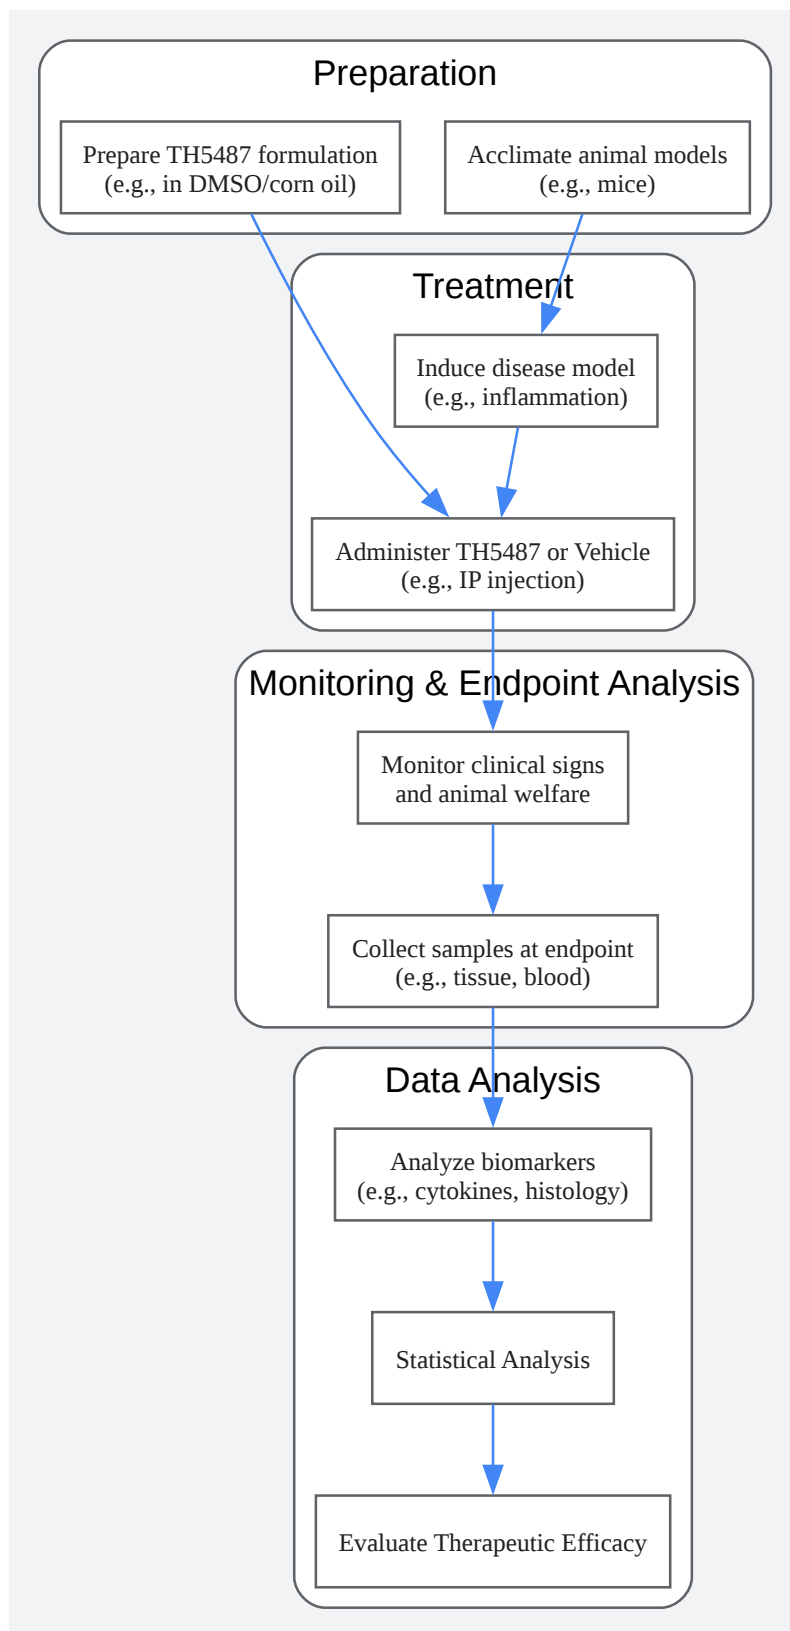 Preparation
Prepare TH5487 formulation
(e.g., in DMSO/corn oil)
Acclimate animal models
(e.g., mice)
Treatment
Induce disease model
(e.g., inflammation)
Administer TH5487 or Vehicle
(e.g., IP injection)
Monitoring & Endpoint Analysis
Monitor clinical signs
and animal welfare
Collect samples at endpoint
(e.g., tissue, blood)
Data Analysis
Analyze biomarkers
(e.g., cytokines, histology)
Statistical Analysis
Evaluate Therapeutic Efficacy